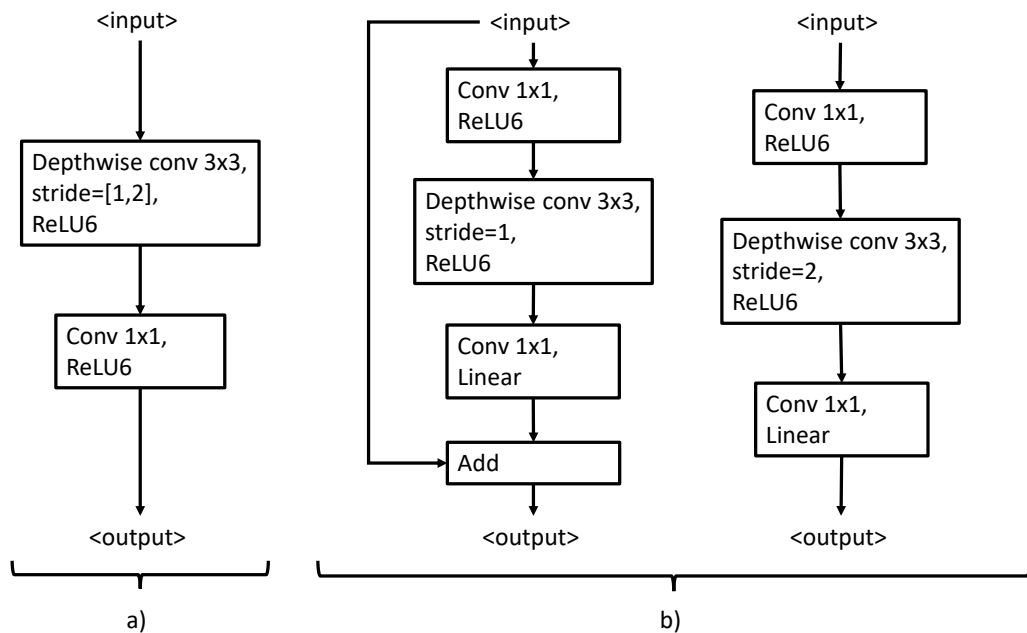 <input>
Depthwise conv 3x3,
stride=[1,2],
ReLU6
Conv 1x1,
ReLU6
<output>
a)
<input>
Conv 1x1,
ReLU6
Depthwise conv 3x3,
stride=1,
ReLU6
Conv 1x1,
Linear
Add
<output>
<input>
Conv 1x1,
ReLU6
Depthwise conv 3x3,
stride=2,
ReLU6
Conv 1x1,
Linear
<output>
b)